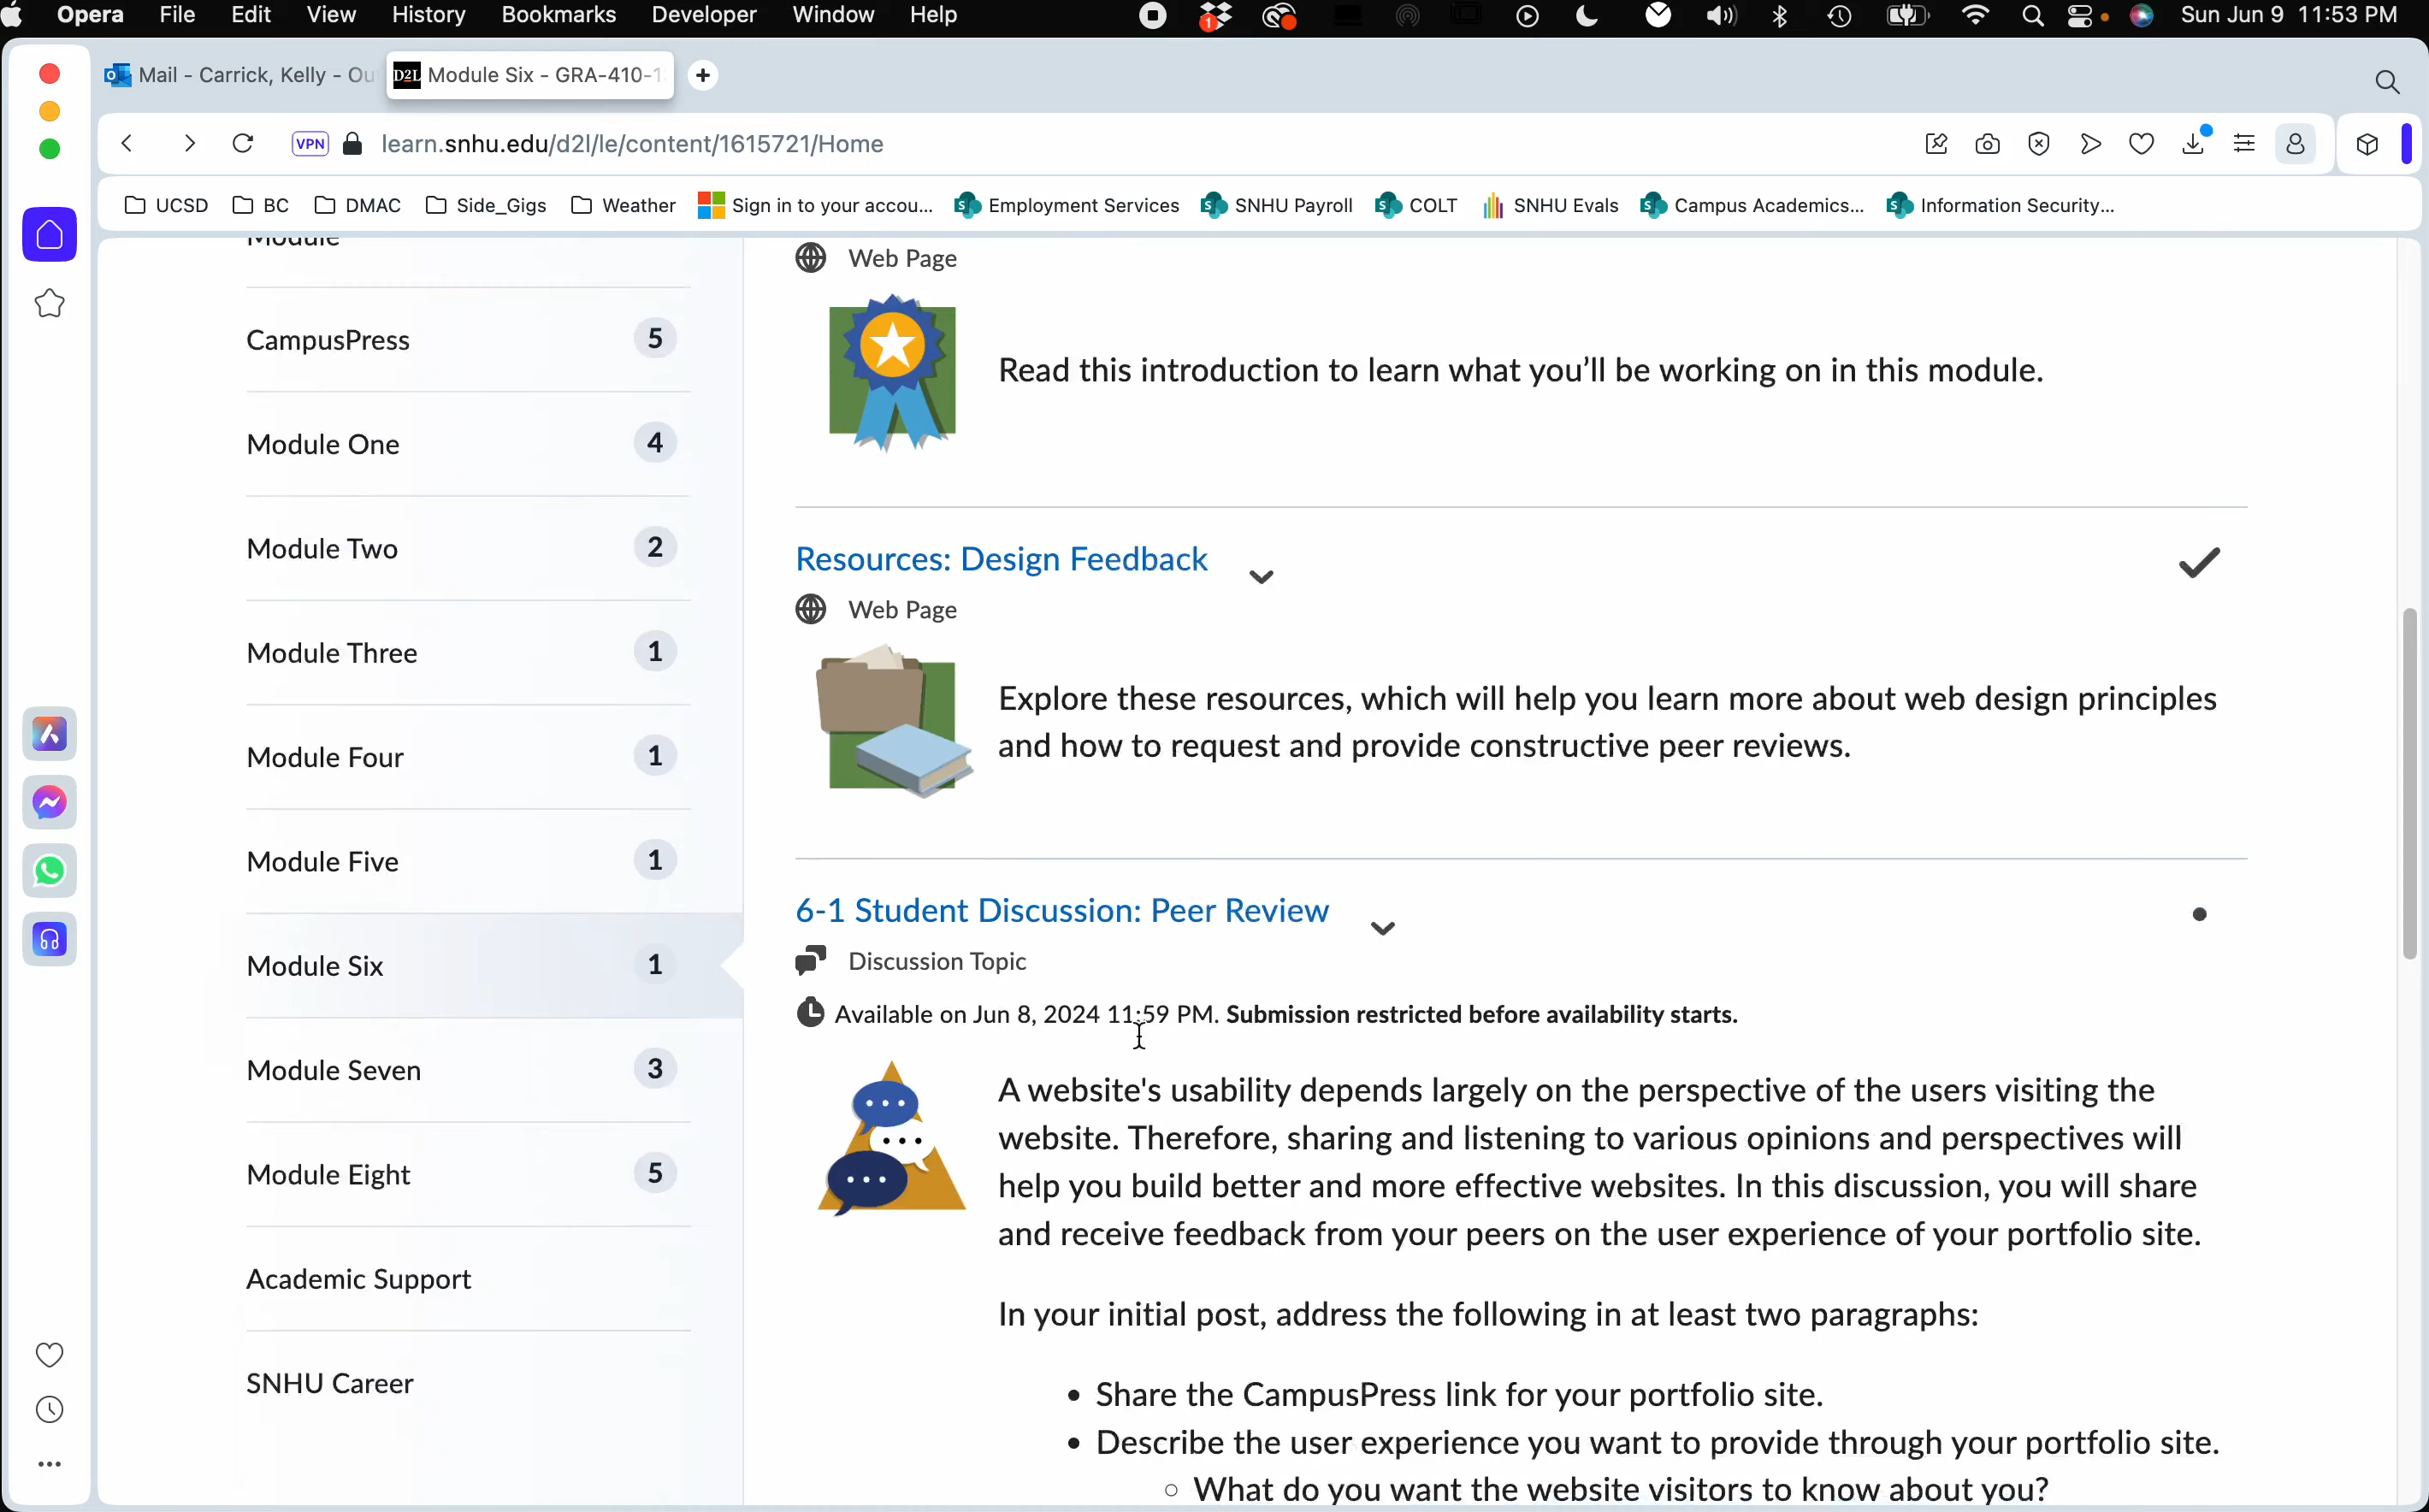 Opera File Edit View History Bookmarks Developer Window Help 1 Sun Jun 9 11:53 PM
Mail - Carrick, Kelly - Ou D2L Module Six - GRA-410-1
VPN learn.snhu.edu/d2l/le/content/1615721/Home
UCSD BC DMAC Side_Gigs Weather Sign in to your accou... Employment Services SNHU Payroll COLT SNHU Evals Campus Academics... Information Security...
Module
CampusPress 5
Module One 4
Module Two 2
Module Three 1
Module Four 1
Module Five 1
Module Six 1
Module Seven 3
Module Eight 5
Academic Support
SNHU Career
Web Page
Read this introduction to learn what you’ll be working on in this module.
Resources: Design Feedback
Web Page
Explore these resources, which will help you learn more about web design principles
and how to request and provide constructive peer reviews.
6-1 Student Discussion: Peer Review
Discussion Topic
Available on Jun 8, 2024 11:59 PM. Submission restricted before availability starts.
A website's usability depends largely on the perspective of the users visiting the
website. Therefore, sharing and listening to various opinions and perspectives will
help you build better and more effective websites. In this discussion, you will share
and receive feedback from your peers on the user experience of your portfolio site.
In your initial post, address the following in at least two paragraphs:
• Share the CampusPress link for your portfolio site.
• Describe the user experience you want to provide through your portfolio site.
○ What do you want the website visitors to know about you?